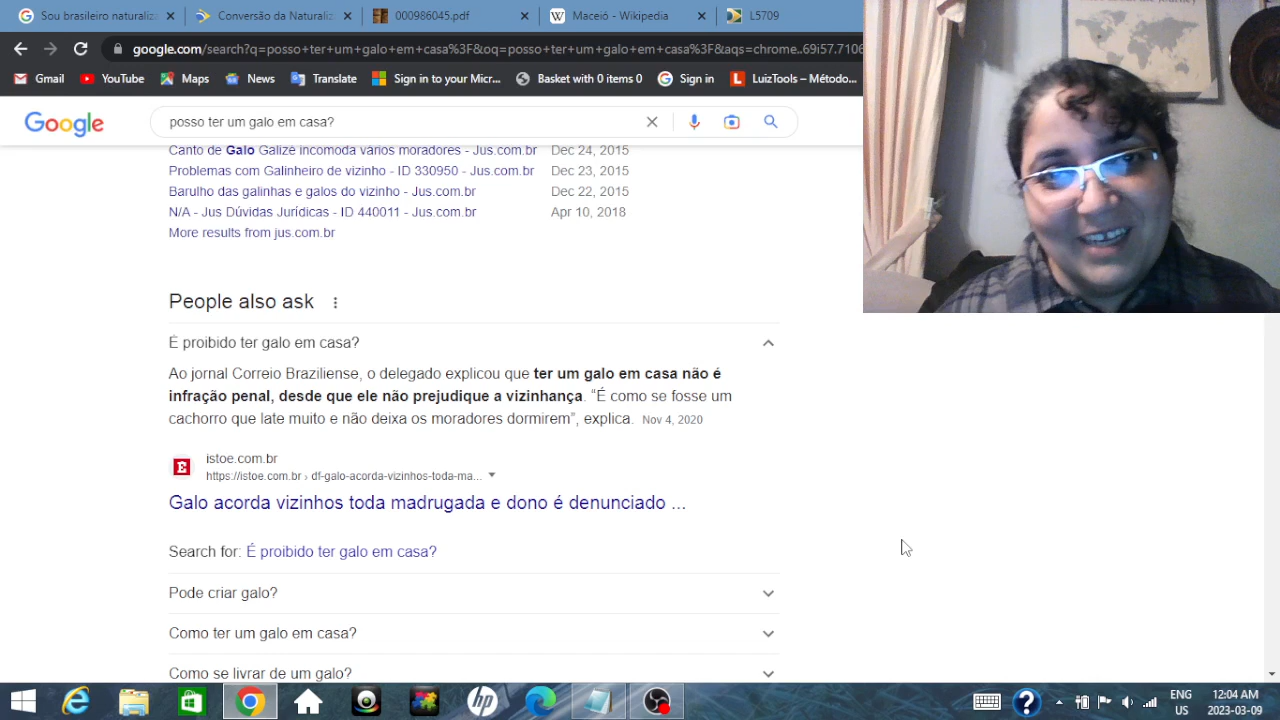 Sou brasileiro naturaliz
Conversão da Naturaliz
000986045.pdf
Maceió - Wikipedia
L5709
google.com/search?q=posso+ter+um+galo+em+casa%3F&oq=posso+ter+um+galo+em+casa%3F&aqs=chrome..69i57.7106
Gmail
YouTube
Maps
News
Translate
Sign in to your Micr...
Basket with 0 items 0
Sign in
LuizTools – Método...
Google
posso ter um galo em casa?
Canto de Galo Galizé incomoda vários moradores - Jus.com.br Dec 24, 2015
Problemas com Galinheiro de vizinho - ID 330950 - Jus.com.br Dec 23, 2015
Barulho das galinhas e galos do vizinho - Jus.com.br Dec 22, 2015
N/A - Jus Dúvidas Jurídicas - ID 440011 - Jus.com.br Apr 10, 2018
More results from jus.com.br
People also ask
É proibido ter galo em casa?
Ao jornal Correio Braziliense, o delegado explicou que ter um galo em casa não é
infração penal, desde que ele não prejudique a vizinhança. “É como se fosse um
cachorro que late muito e não deixa os moradores dormirem”, explica. Nov 4, 2020
istoe.com.br
https://istoe.com.br › df-galo-acorda-vizinhos-toda-ma...
Galo acorda vizinhos toda madrugada e dono é denunciado ...
Search for: É proibido ter galo em casa?
Pode criar galo?
Como ter um galo em casa?
Como se livrar de um galo?
ENG
US
12:04 AM
2023-03-09